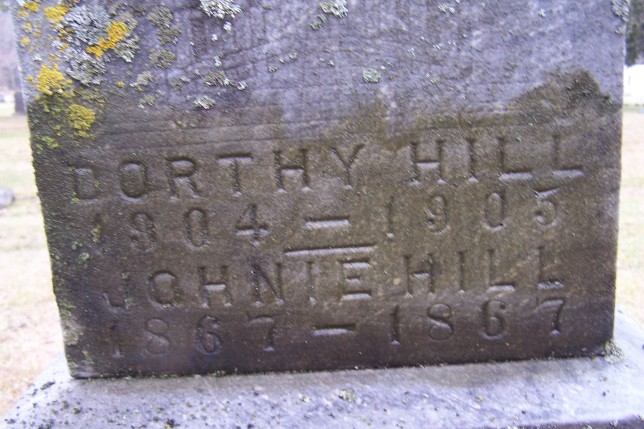 DORTHY HILL
1904 — 1905
JOHNIE HILL
1867 — 1867